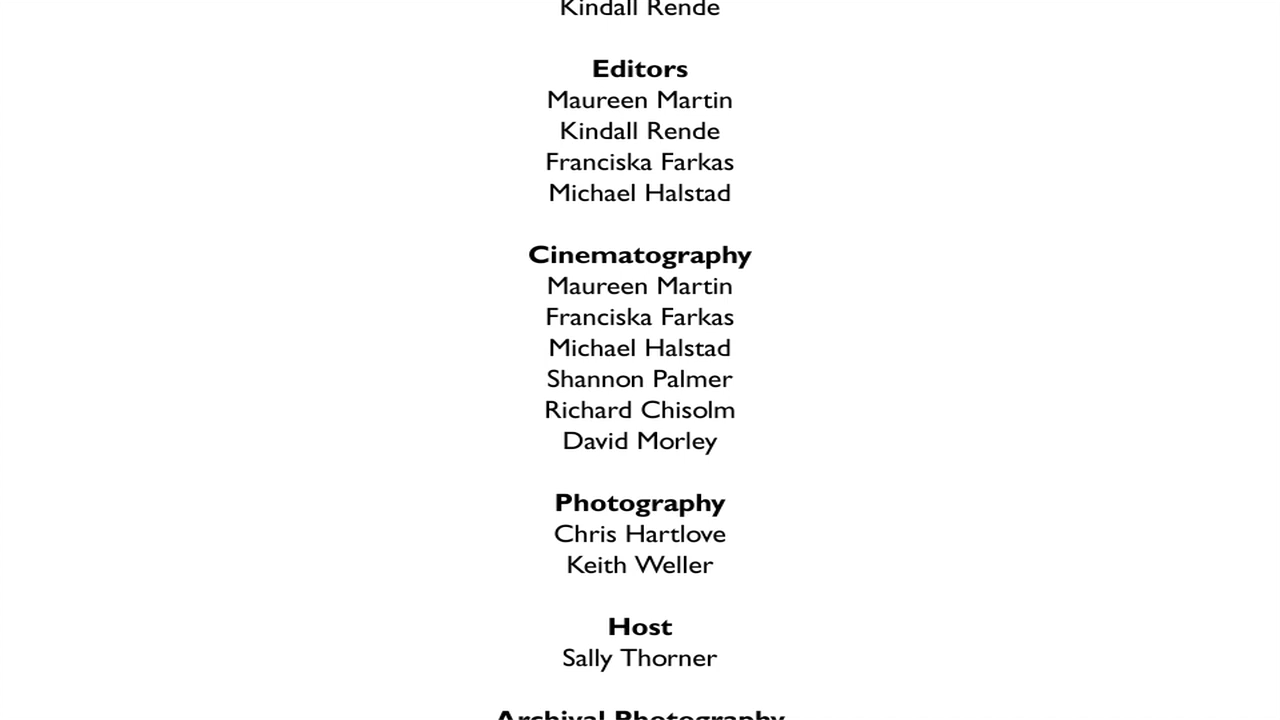 Kindall Rende
Editors
Maureen Martin
Kindall Rende
Franciska Farkas
Michael Halstad
Cinematography
Maureen Martin
Franciska Farkas
Michael Halstad
Shannon Palmer
Richard Chisolm
David Morley
Photography
Chris Hartlove
Keith Weller
Host
Sally Thorner
Archival Photography